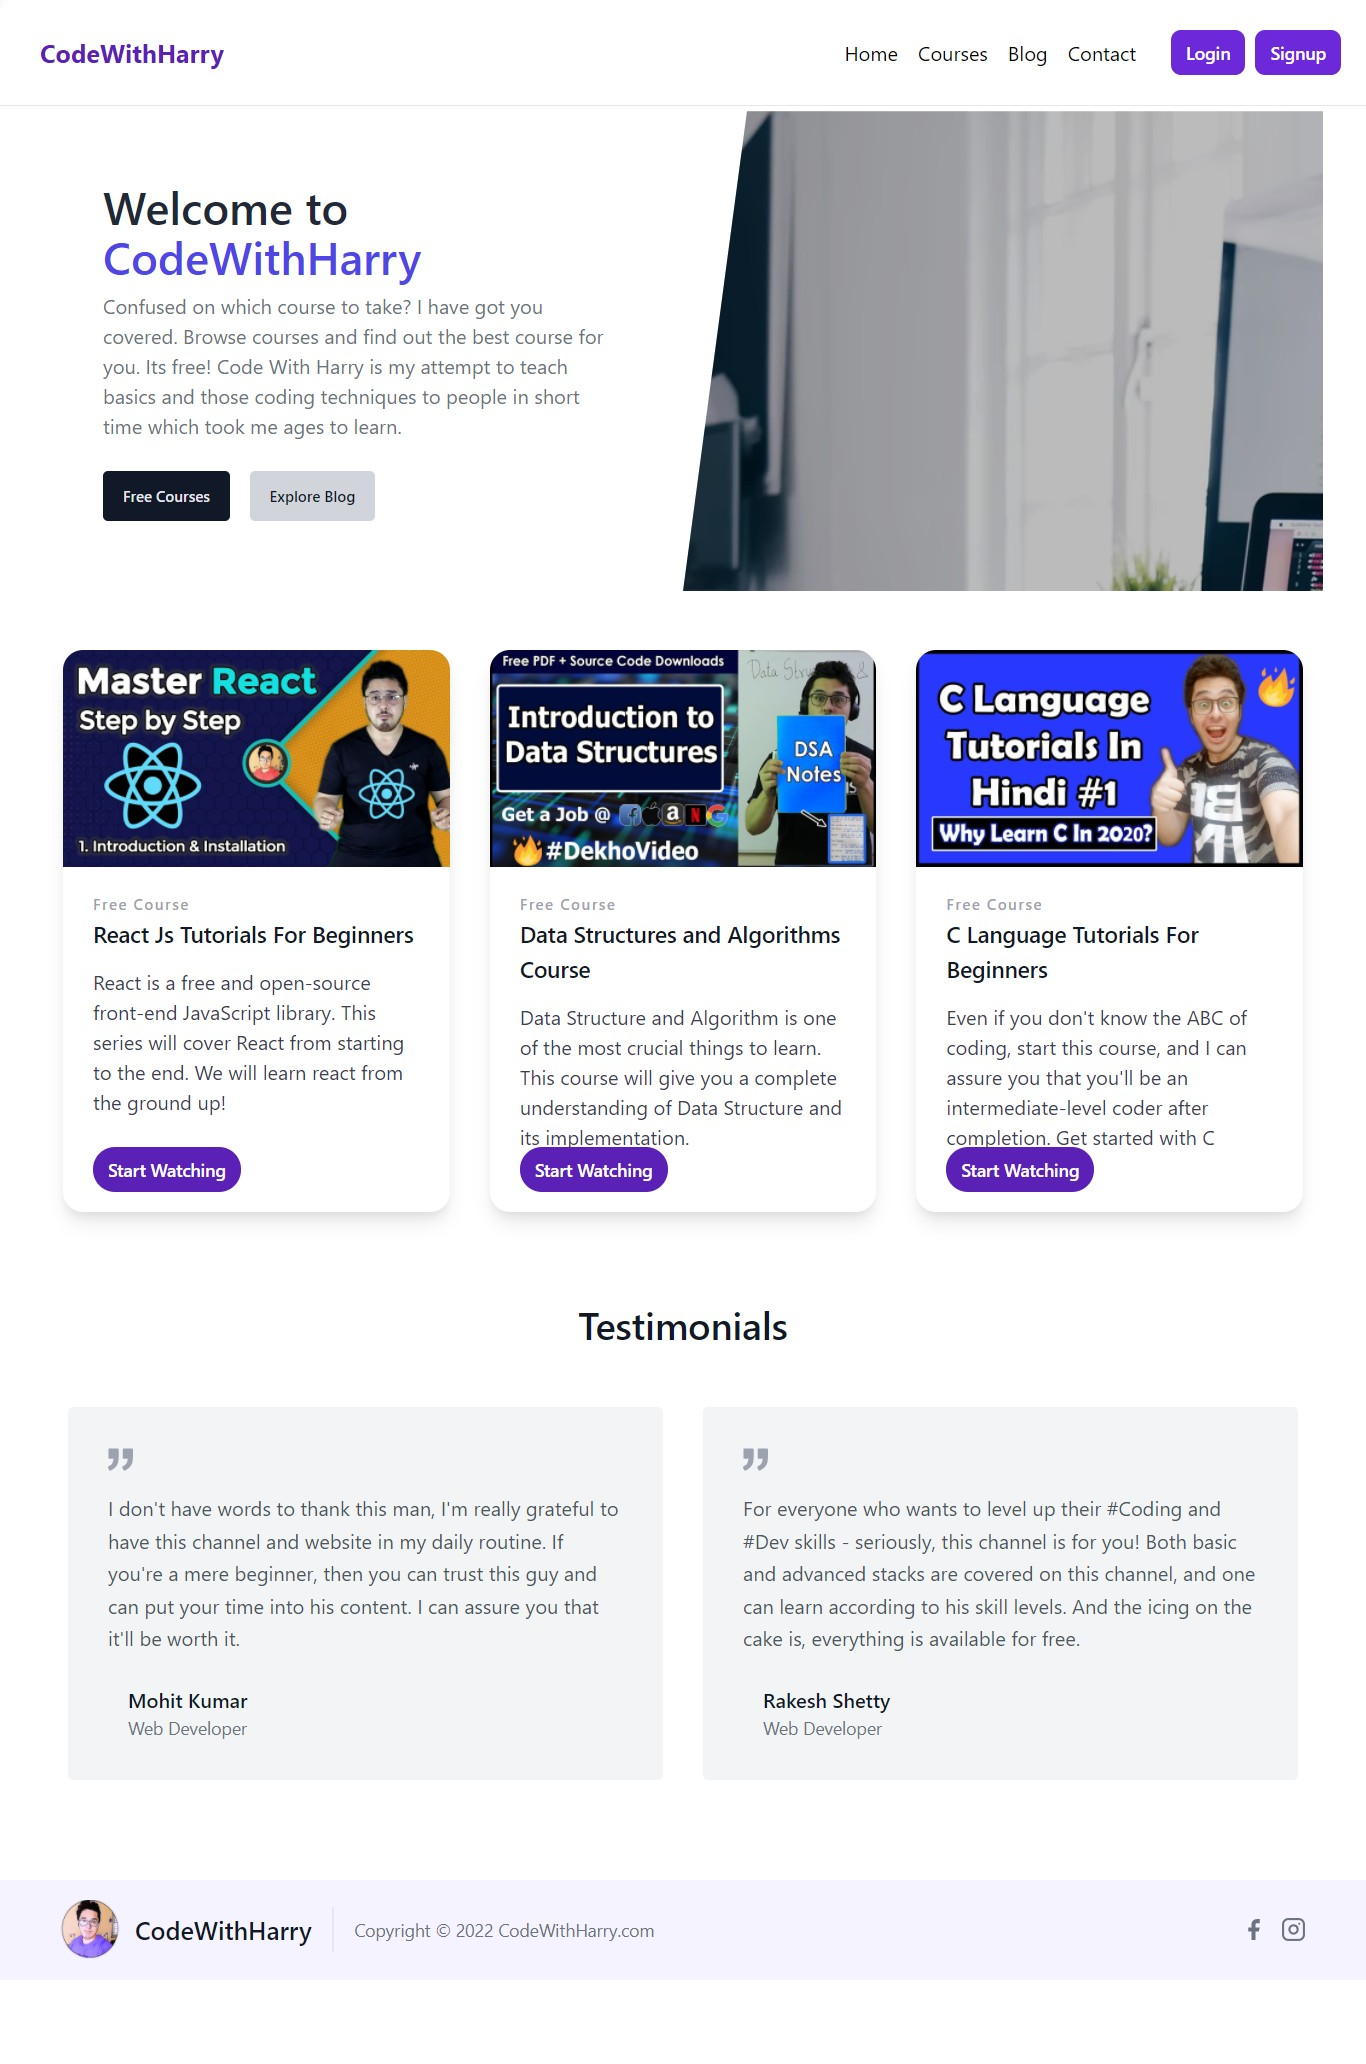 CodeWithHarry
Home Courses Blog Contact Login Signup
Welcome to
CodeWithHarry
Confused on which course to take? I have got you
covered. Browse courses and find out the best course for
you. Its free! Code With Harry is my attempt to teach
basics and those coding techniques to people in short
time which took me ages to learn.
Free Courses Explore Blog
Master React
Step by Step
1. Introduction & Installation
Free Course
React Js Tutorials For Beginners
React is a free and open-source
front-end JavaScript library. This
series will cover React from starting
to the end. We will learn react from
the ground up!
Start Watching
Free PDF + Source Code Downloads
Introduction to
Data Structures
Get a Job @
#DekhoVideo
Data
&
DSA
Notes
Free Course
Data Structures and Algorithms
Course
Data Structure and Algorithm is one
of the most crucial things to learn.
This course will give you a complete
understanding of Data Structure and
its implementation.
Start Watching
C Language
Tutorials In
Hindi #1
Why Learn C In 2020?
Free Course
C Language Tutorials For
Beginners
Even if you don't know the ABC of
coding, start this course, and I can
assure you that you'll be an
intermediate-level coder after
completion. Get started with C
Start Watching
Testimonials
I don't have words to thank this man, I'm really grateful to
have this channel and website in my daily routine. If
you're a mere beginner, then you can trust this guy and
can put your time into his content. I can assure you that
it'll be worth it.
Mohit Kumar
Web Developer
For everyone who wants to level up their #Coding and
#Dev skills - seriously, this channel is for you! Both basic
and advanced stacks are covered on this channel, and one
can learn according to his skill levels. And the icing on the
cake is, everything is available for free.
Rakesh Shetty
Web Developer
CodeWithHarry
Copyright © 2022 CodeWithHarry.com